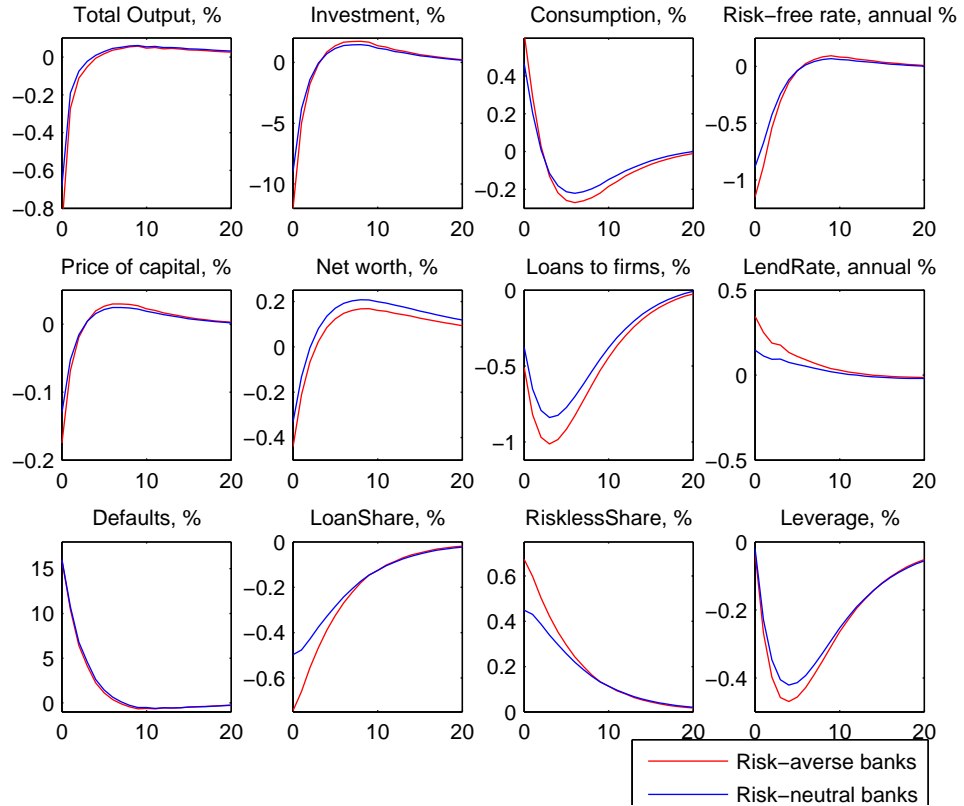 Total Output, %
Investment, %
Consumption, %
Risk−free rate, annual %
0
−0.2
−0.4
−0.6
−0.8
0 10 20
0
−5
−10
0 10 20
0.4
0.2
0
−0.2
0 10 20
0
−0.5
−1
0 10 20
Price of capital, %
Net worth, %
Loans to firms, %
LendRate, annual %
0
−0.1
−0.2
0 10 20
0.2
0
−0.2
−0.4
0 10 20
0
−0.5
−1
0 10 20
0.5
0
−0.5
0 10 20
Defaults, %
LoanShare, %
RisklessShare, %
Leverage, %
15
10
5
0
0 10 20
0
−0.2
−0.4
−0.6
0 10 20
0.6
0.4
0.2
0
0 10 20
0
−0.2
−0.4
0 10 20
Risk−averse banks
Risk−neutral banks